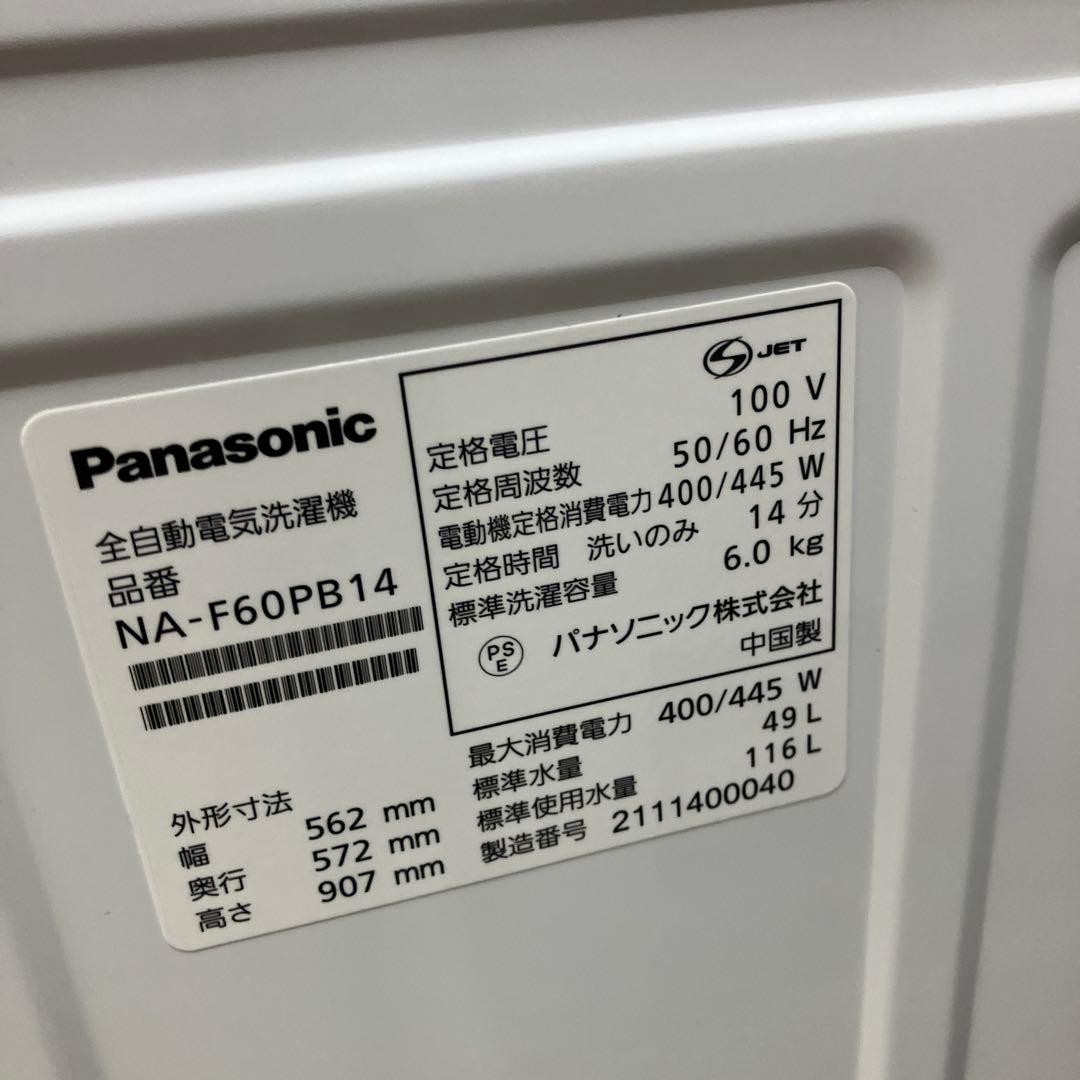 Panasonic
全自動電気洗濯機
品番
NA-F60PB14
外形寸法
幅 562 mm
奥行 572 mm
高さ 907 mm
S JET
定格電圧 100 V
定格周波数 50/60 Hz
電動機定格消費電力 400/445 W
定格時間 洗いのみ 14 分
標準洗濯容量 6.0 kg
PS E パナソニック株式会社
中国製
最大消費電力 400/445 W
標準水量 49 L
標準使用水量 116 L
製造番号 2111400040